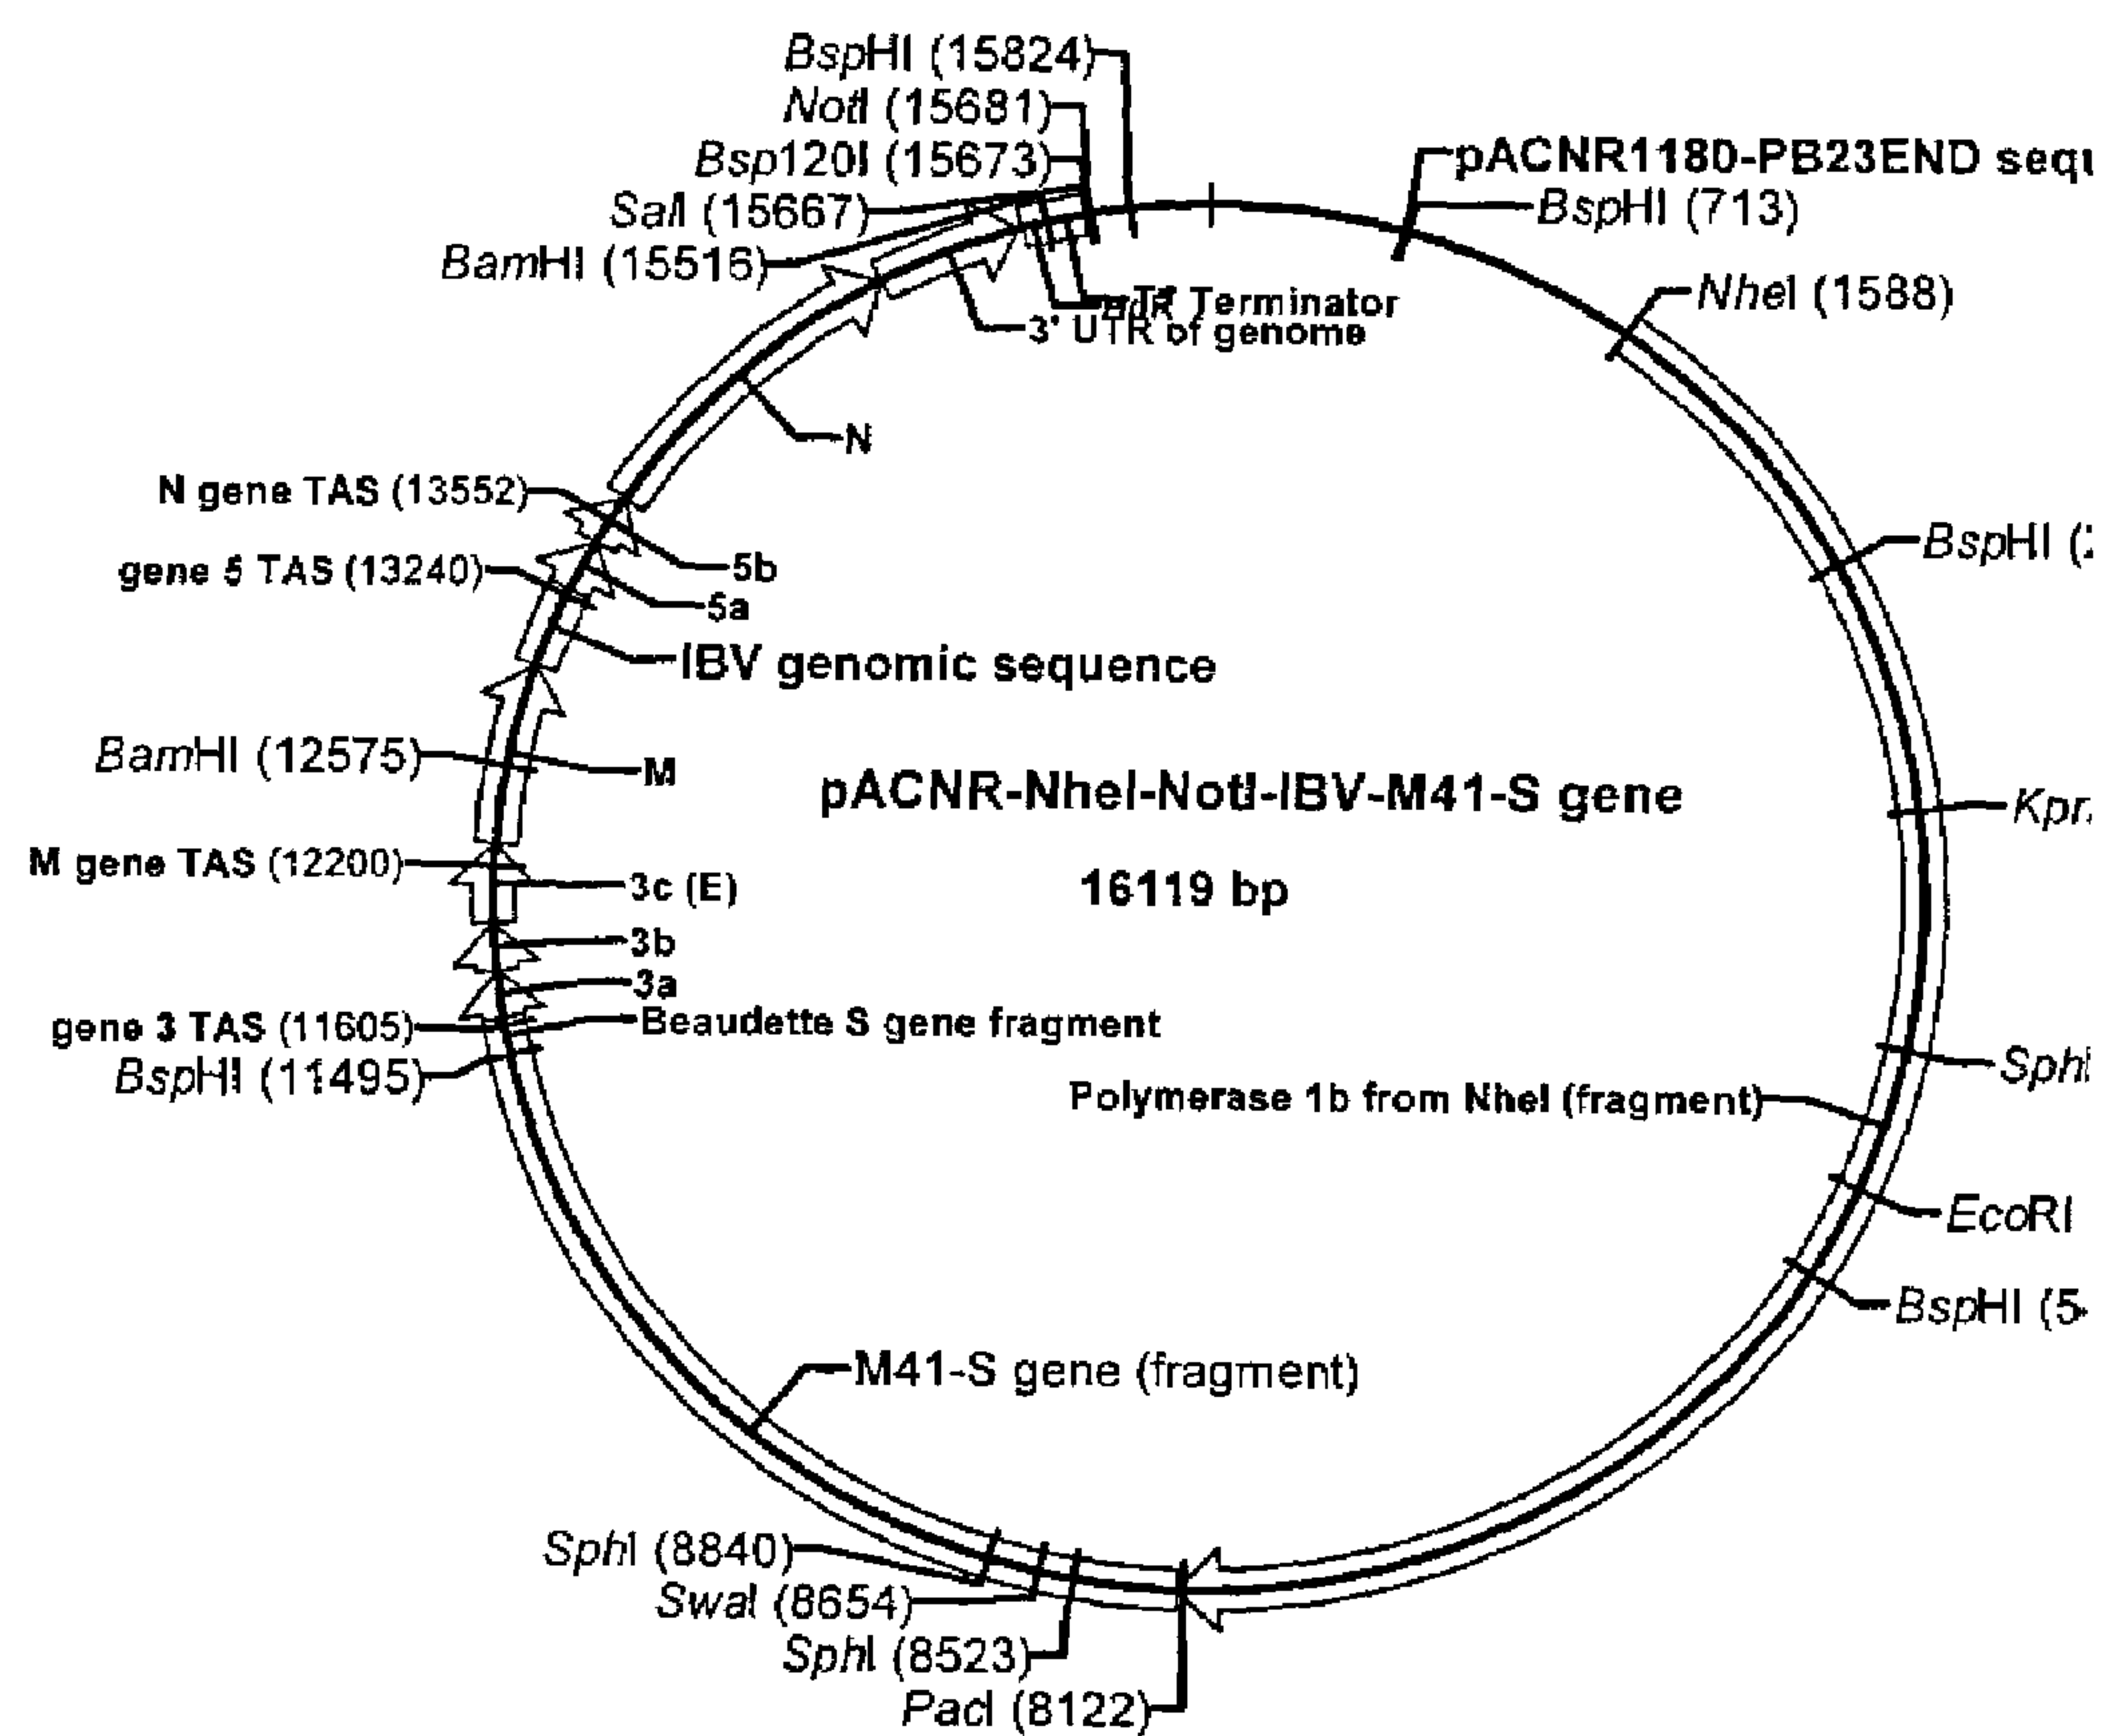 BspHI (15824)
NotI (15681)
Bsp120I (15673)
SalI (15667)
BamHI (15516)
pACNR1180-PB23END sequ
BspHI (713)
NheI (1588)
T7 Terminator
3' UTR of genome
N
N gene TAS (13552)
BspHI (2
5b
gene 5 TAS (13240)
5a
IBV genomic sequence
BamHI (12575)
M
pACNR-NheI-NotI-IBV-M41-S gene
Kpn
M gene TAS (12200)
3c (E)
16119 bp
3b
3a
gene 3 TAS (11605)
Beaudette S gene fragment
BspHI (11495)
SphI
Polymerase 1b from NheI (fragment)
EcoRI
BspHI (5
M41-S gene (fragment)
SphI (8840)
SwaI (8654)
SphI (8523)
PacI (8122)